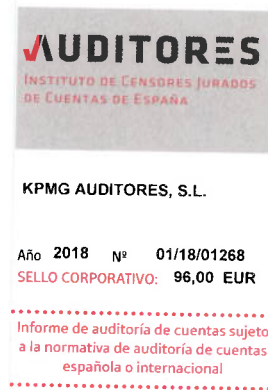 AUDITORES
INSTITUTO DE CENSORES JURADOS
DE CUENTAS DE ESPAÑA
KPMG AUDITORES, S.L.
Año 2018 Nº 01/18/01268
SELLO CORPORATIVO: 96,00 EUR
Informe de auditoría de cuentas sujeto
a la normativa de auditoría de cuentas
española o internacional